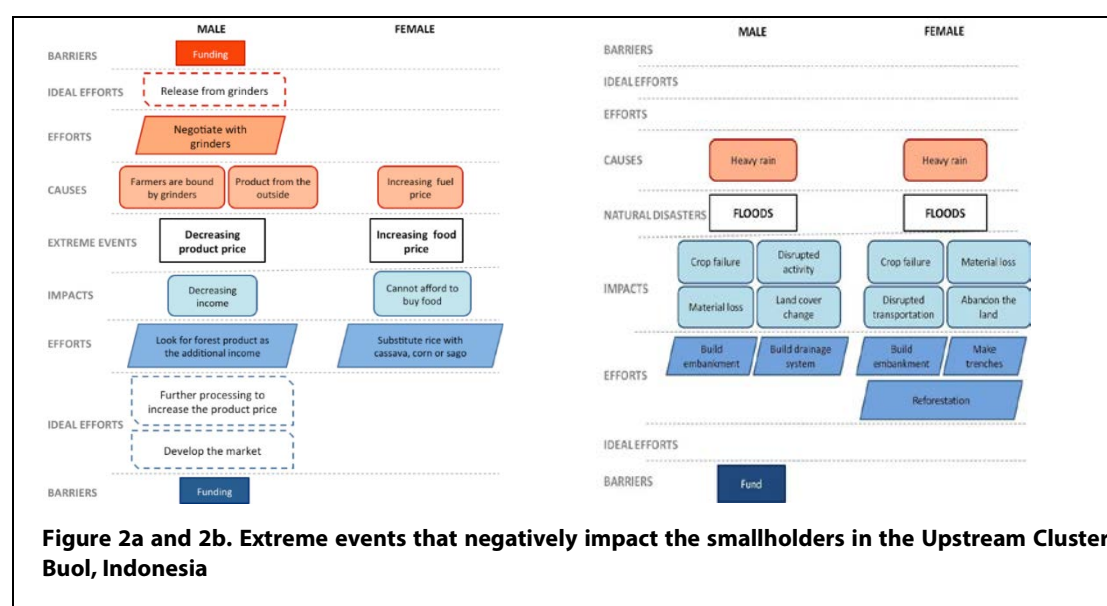 MALE
FEMALE
BARRIERS
Funding
IDEAL EFFORTS
Release from grinders
EFFORTS
Negotiate with
grinders
CAUSES
Farmers are bound
by grinders
Product from the
outside
Increasing fuel
price
EXTREME EVENTS
Decreasing
product price
Increasing food
price
IMPACTS
Decreasing
income
Cannot afford to
buy food
EFFORTS
Look for forest product as
the additional income
Substitute rice with
cassava, corn or sago
IDEAL EFFORTS
Further processing to
increase the product price
Develop the market
BARRIERS
Funding
MALE
FEMALE
BARRIERS
IDEAL EFFORTS
EFFORTS
CAUSES
Heavy rain
Heavy rain
NATURAL DISASTERS
FLOODS
FLOODS
IMPACTS
Crop failure
Disrupted
activity
Crop failure
Material loss
Material loss
Land cover
change
Disrupted
transportation
Abandon the
land
EFFORTS
Build
embankment
Build drainage
system
Build
embankment
Make
trenches
Reforestation
IDEAL EFFORTS
BARRIERS
Fund
Figure 2a and 2b. Extreme events that negatively impact the smallholders in the Upstream Cluster
Buol, Indonesia